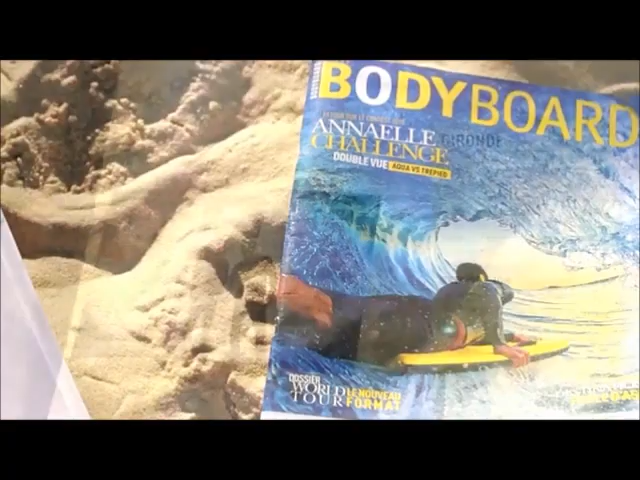 BODYBOARD
ANNAELLE
GIRONDE
CHALLENGE
DOUBLE VUE AQUA VS TREPIED
DOSSIER
WORLD LE NOUVEAU
TOUR FORMAT